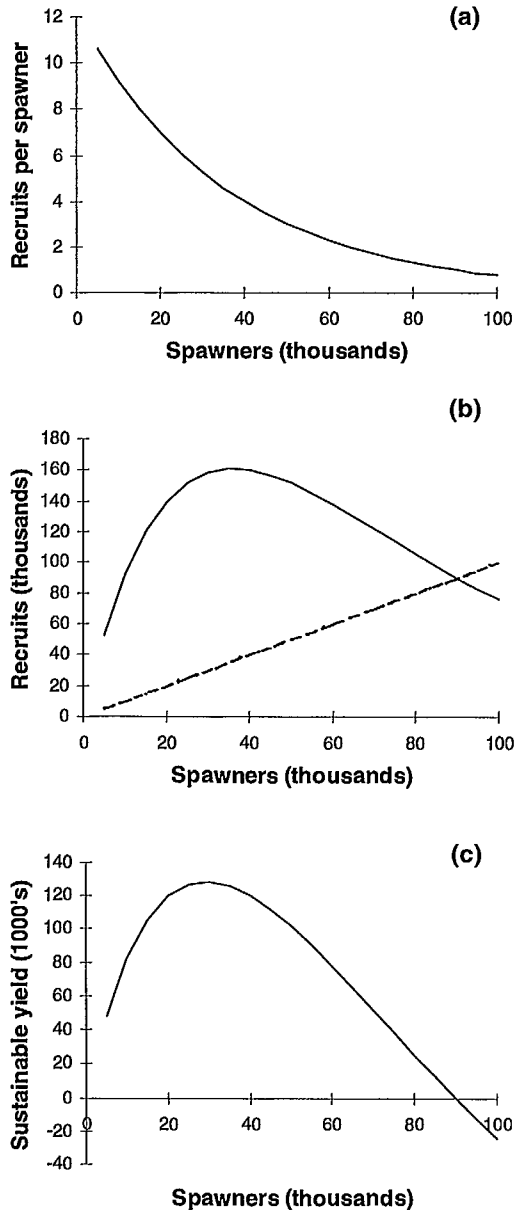 (a)
Recruits per spawner
12
10
8
6
4
2
0
0 20 40 60 80 100
Spawners (thousands)
(b)
Recruits (thousands)
180
160
140
120
100
80
60
40
20
0
0 20 40 60 80 100
Spawners (thousands)
(c)
Sustainable yield (1000's)
140
120
100
80
60
40
120
0
-20
-40
0 20 40 60 80 100
Spawners (thousands)